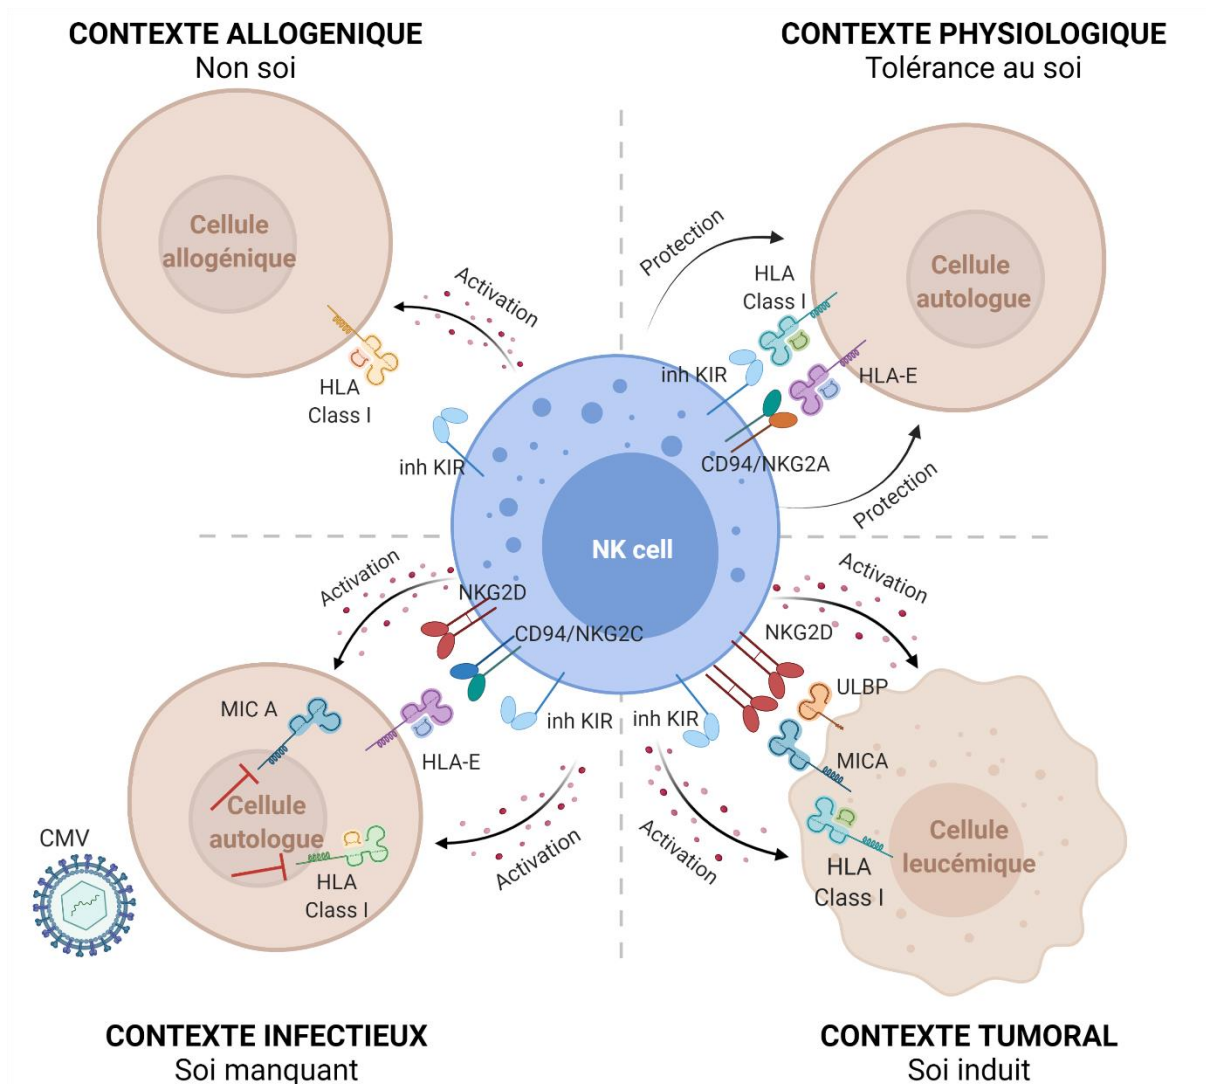 CONTEXTE ALLOGENIQUE
Non soi
Cellule
allogénique
Activation
HLA
Class I
inh KIR
CONTEXTE PHYSIOLOGIQUE
Tolérance au soi
Protection
HLA
Class I
Cellule
autologue
inh KIR
HLA-E
CD94/NKG2A
Protection
NK cell
Activation
NKG2D
CD94/NKG2C
MIC A
inh KIR
HLA-E
Cellule
autologue
CMV
HLA
Class I
Activation
CONTEXTE INFECTIEUX
Soi manquant
Activation
NKG2D
ULBP
inh KIR
MICA
Activation
HLA
Class I
Cellule
leucémique
CONTEXTE TUMORAL
Soi induit